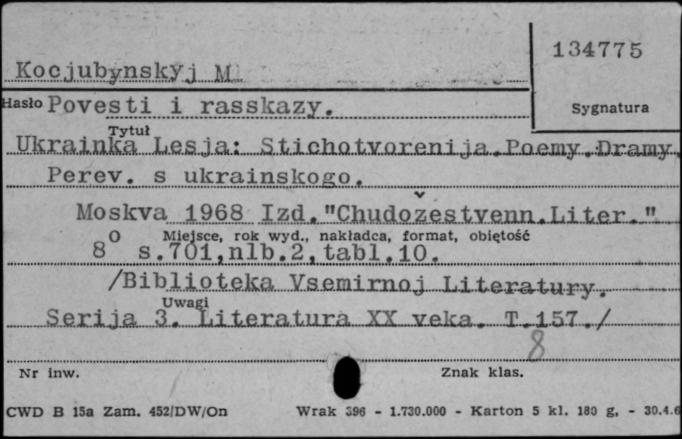 134775
Kocjubynskyj M
Hasło Povesti i rasskazy.
Sygnatura
Tytuł
Ukrainka Lesja: Stichotvorenija.Poemy.Dramy.
Perev. s ukrainskogo.
Moskva 1968 Izd."Chudožestvenn.Liter."
Miejsce, rok wyd., nakładca, format, objętość
8° s.701,nlb.2,tabl.10.
/Biblioteka Vsemirnoj Literatury.
Uwagi
Serija 3. Literatura XX veka. T.157./
8
Nr inw.
Znak klas.
CWD B 15a Zam. 452/DW/On Wrak 396 - 1.730.000 - Karton 5 kl. 180 g, - 30.4.6